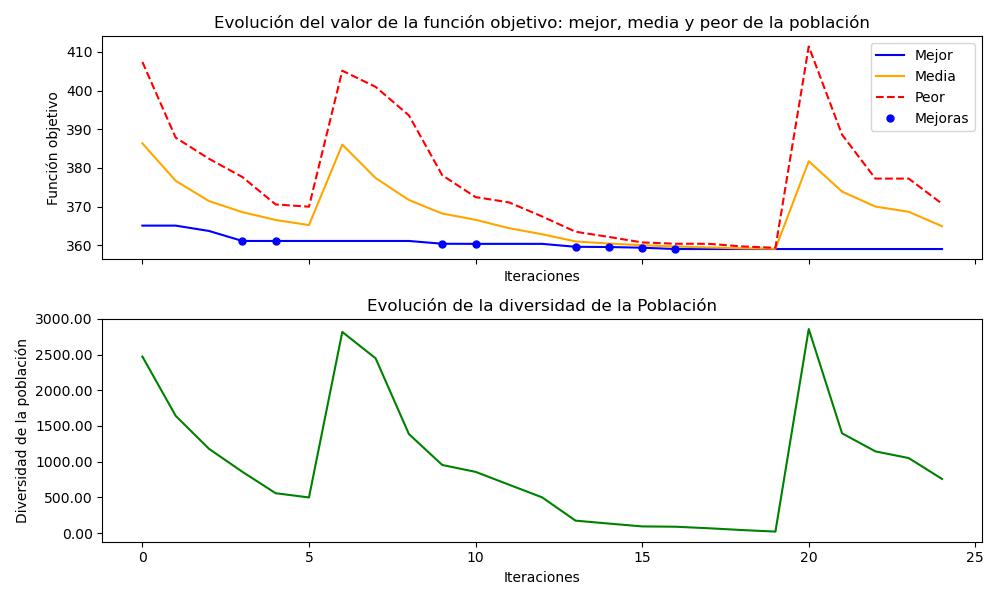 Evolución del valor de la función objetivo: mejor, media y peor de la población
410
400
390
380
370
360
Función objetivo
Mejor
Media
Peor
Mejoras
Iteraciones
Evolución de la diversidad de la Población
3000.00
2500.00
2000.00
1500.00
1000.00
500.00
0.00
Diversidad de la población
0 5 10 15 20 25
Iteraciones